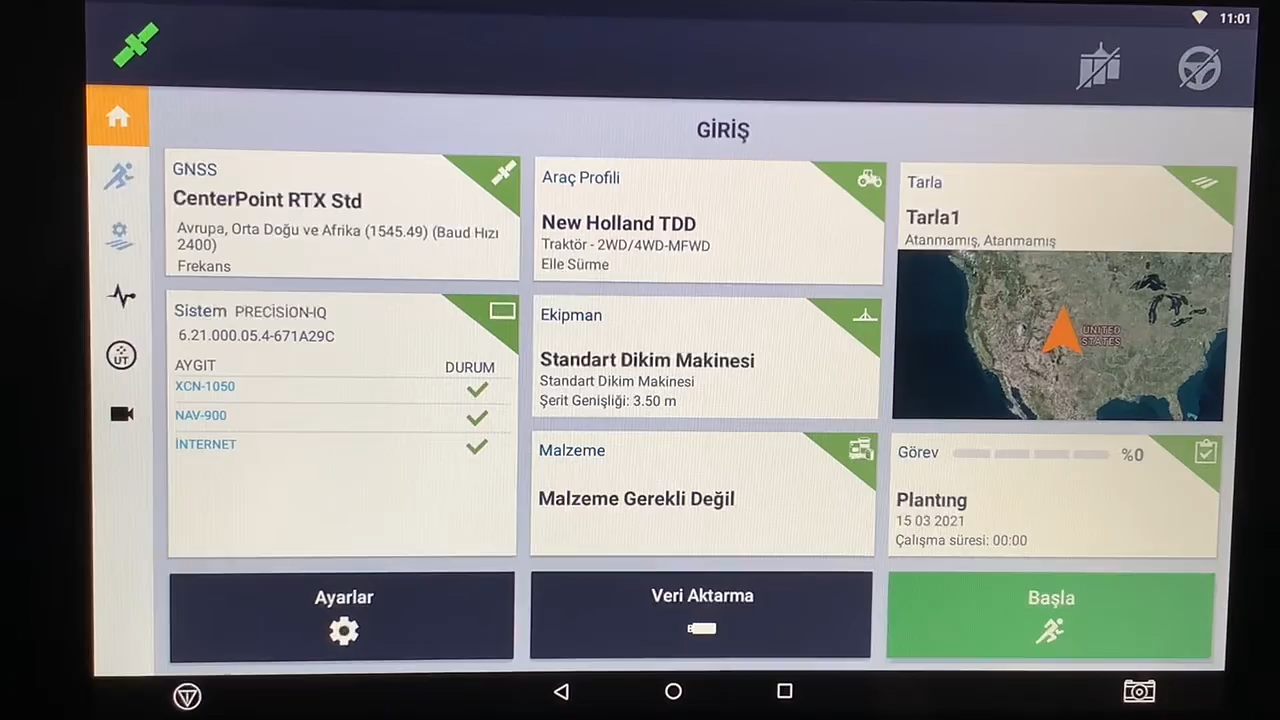 11:01
GİRİŞ
GNSS
CenterPoint RTX Std
Avrupa, Orta Doğu ve Afrika (1545.49) (Baud Hızı
2400)
Frekans
Sistem PRECISION-IQ
6.21.000.05.4-671A29C
AYGIT DURUM
XCN-1050
NAV-900
İNTERNET
UT
Araç Profili
New Holland TDD
Traktör - 2WD/4WD-MFWD
Elle Sürme
Ekipman
Standart Dikim Makinesi
Standart Dikim Makinesi
Şerit Genişliği: 3.50 m
Malzeme
Malzeme Gerekli Değil
Tarla
Tarla1
Atanmamış, Atanmamış
UNITED
STATES
Görev %0
Plantıng
15 03 2021
Çalışma süresi: 00:00
Ayarlar
Veri Aktarma
Başla